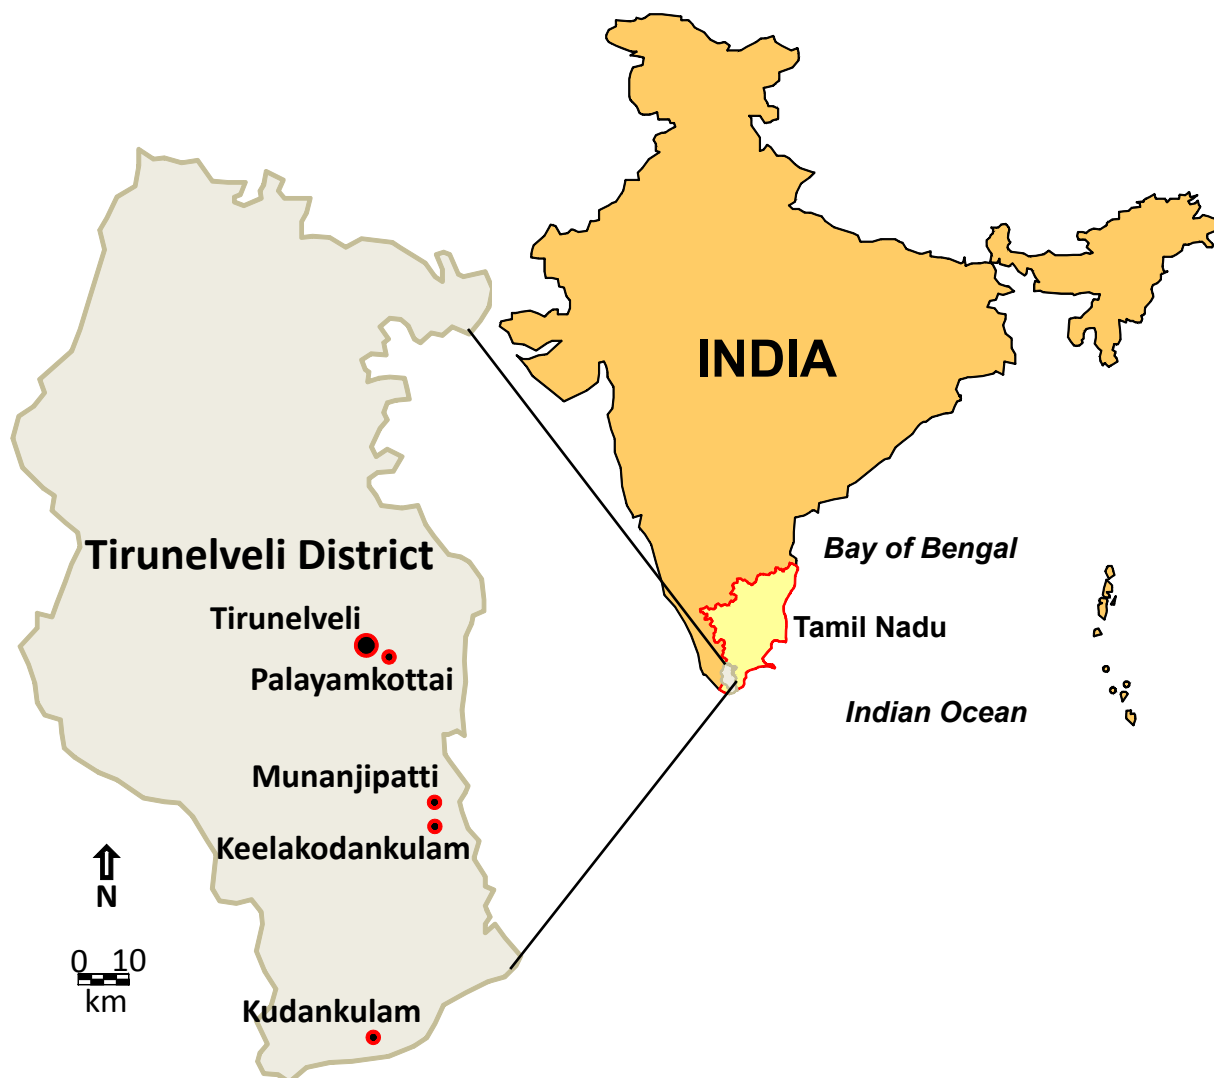 INDIA
Tirunelveli District
Bay of Bengal
Tirunelveli
Tamil Nadu
Palayamkottai
Indian Ocean
Munanjipatti
Keelakodankulam
N
0 10
km
Kudankulam